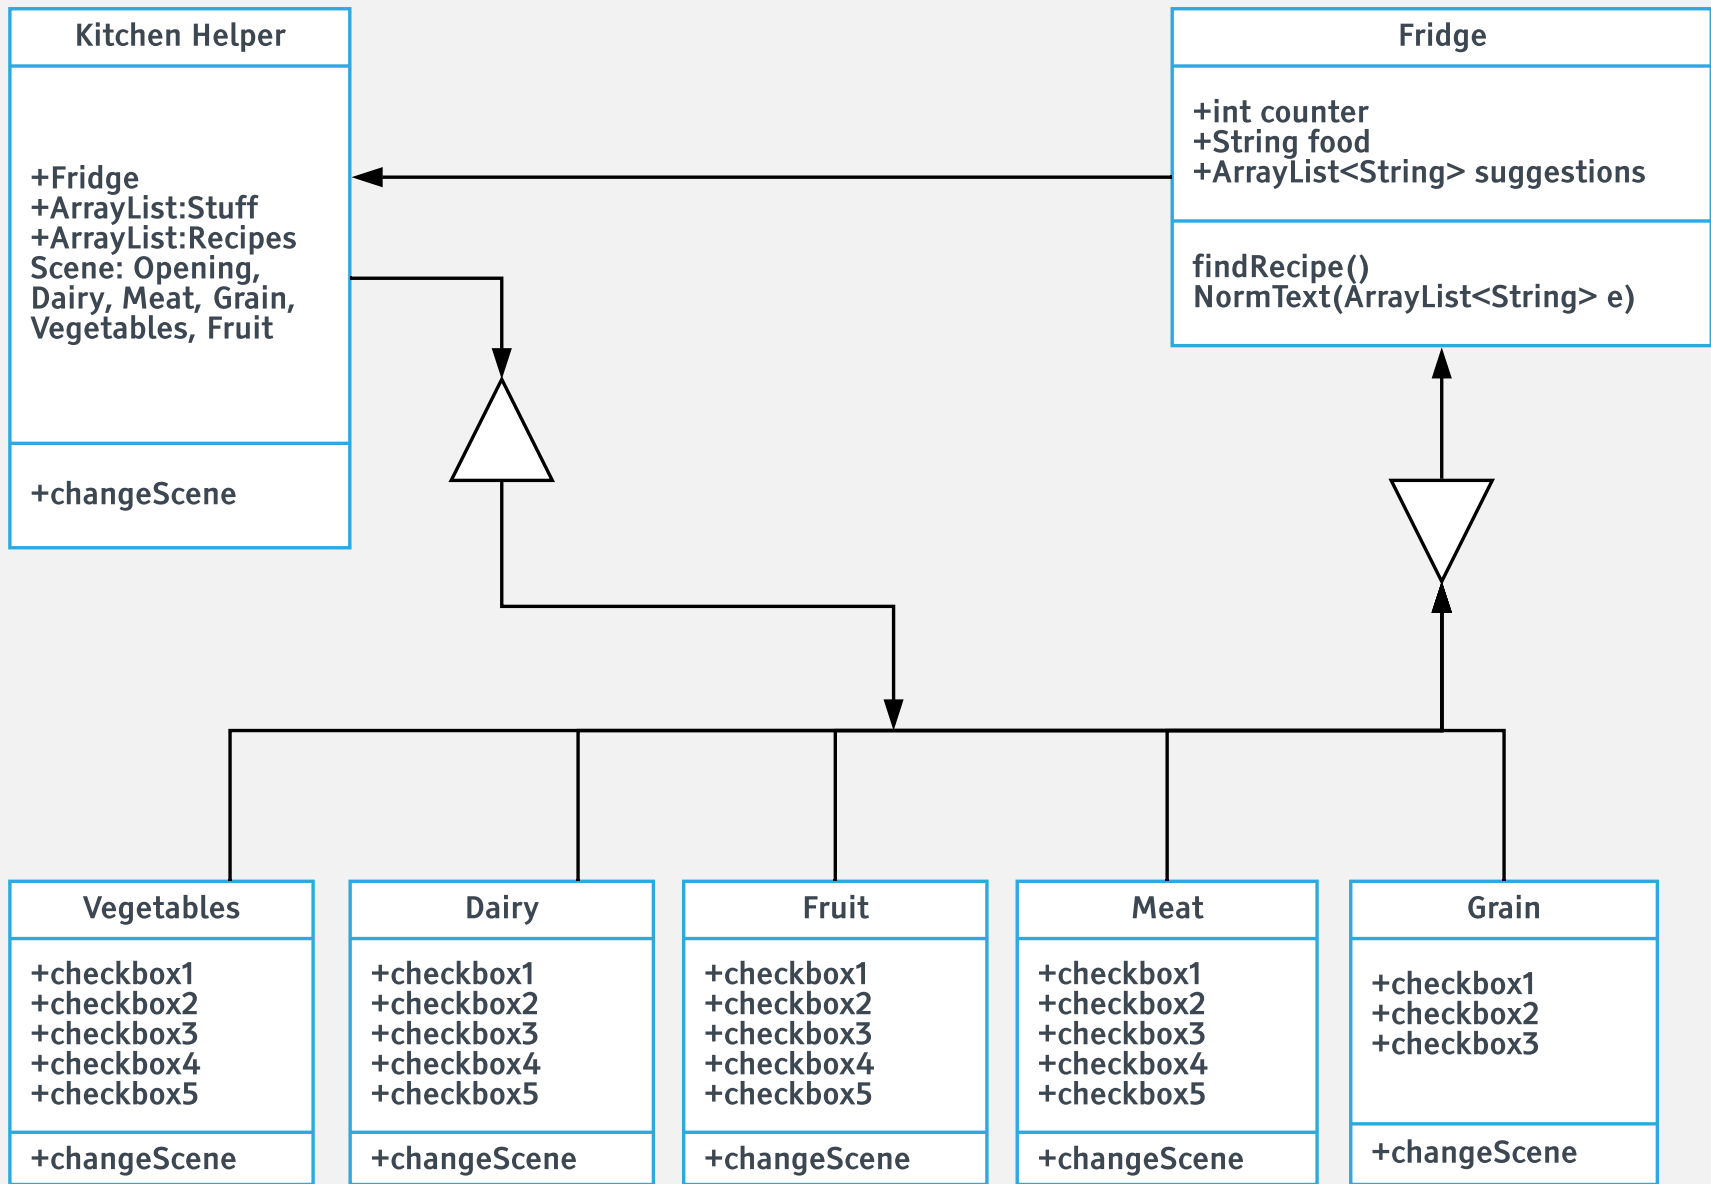 Kitchen Helper
+Fridge
+ArrayList:Stuff
+ArrayList:Recipes
Scene: Opening,
Dairy, Meat, Grain,
Vegetables, Fruit
+changeScene
Fridge
+int counter
+String food
+ArrayList<String> suggestions
findRecipe()
NormText(ArrayList<String> e)
Vegetables
+checkbox1
+checkbox2
+checkbox3
+checkbox4
+checkbox5
+changeScene
Dairy
+checkbox1
+checkbox2
+checkbox3
+checkbox4
+checkbox5
+changeScene
Fruit
+checkbox1
+checkbox2
+checkbox3
+checkbox4
+checkbox5
+changeScene
Meat
+checkbox1
+checkbox2
+checkbox3
+checkbox4
+checkbox5
+changeScene
Grain
+checkbox1
+checkbox2
+checkbox3
+changeScene